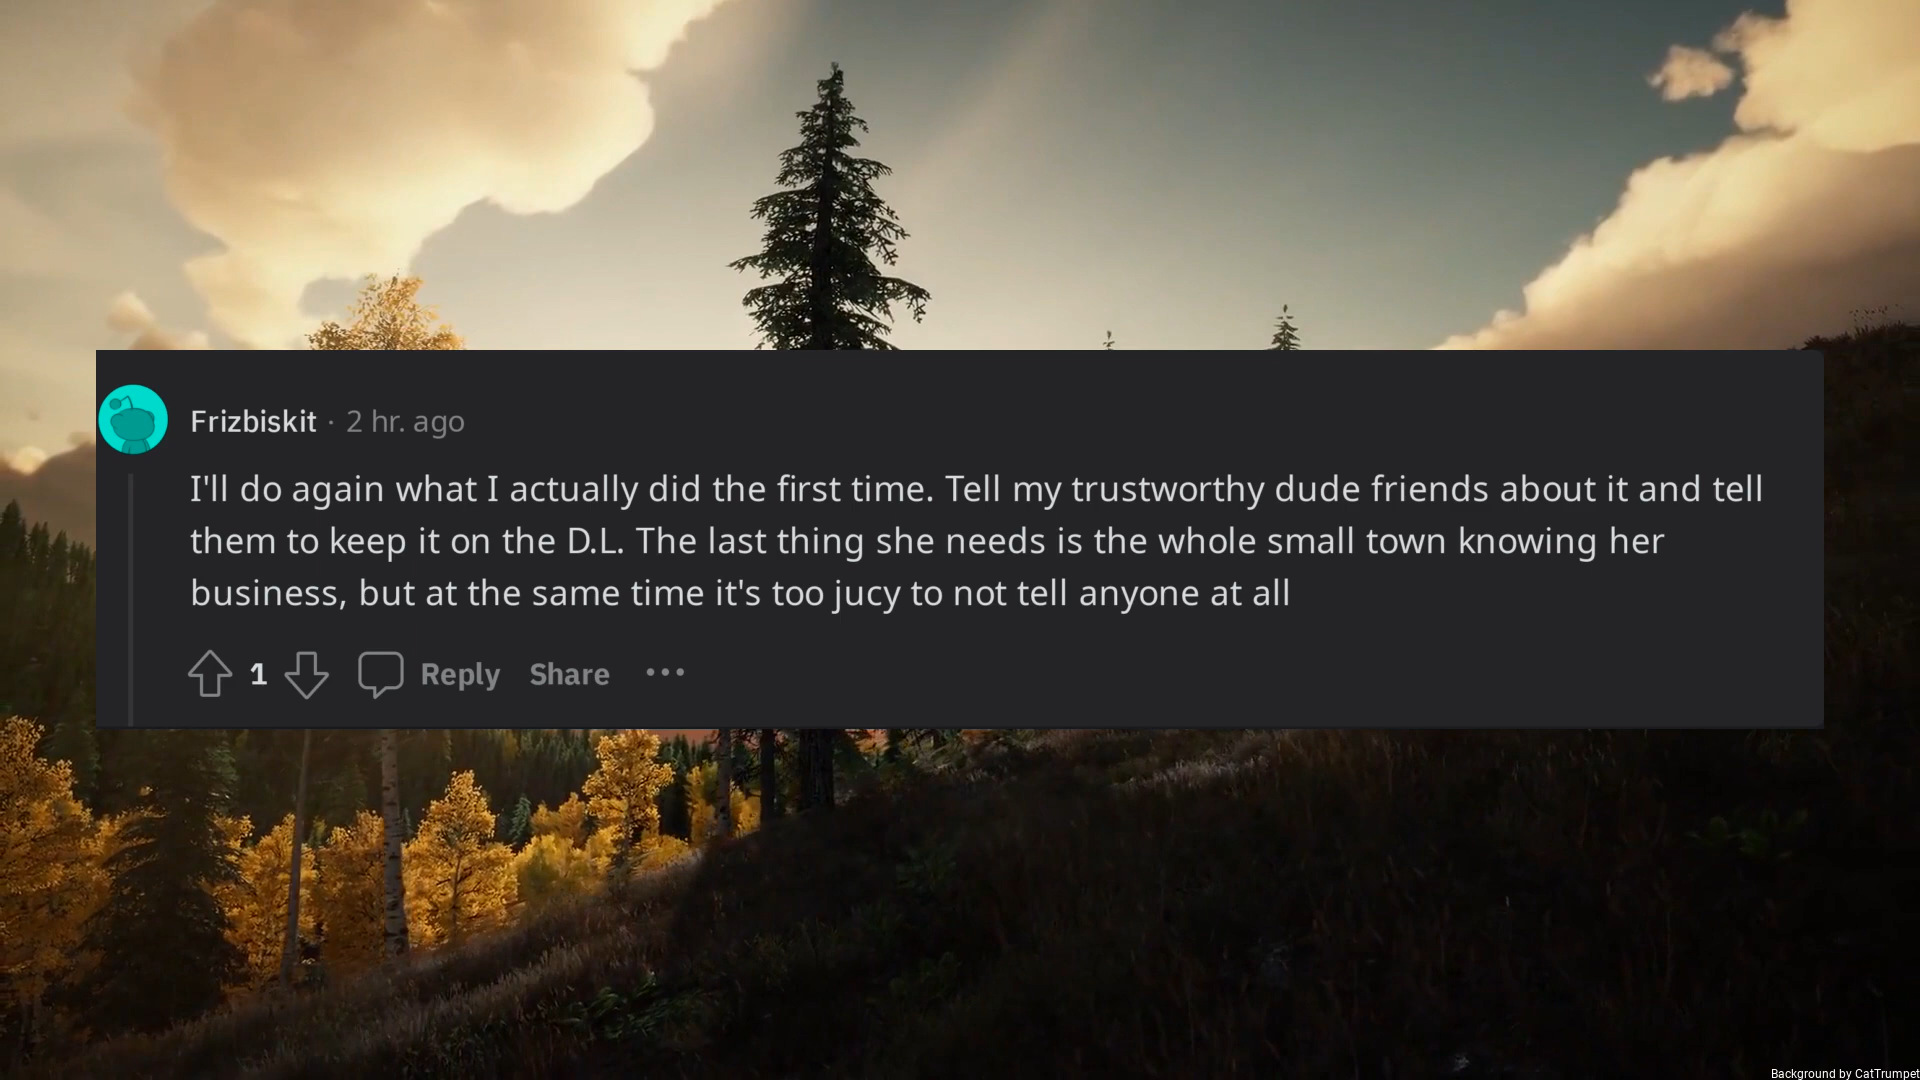 Frizbiskit · 2 hr. ago
I'll do again what I actually did the first time. Tell my trustworthy dude friends about it and tell
them to keep it on the D.L. The last thing she needs is the whole small town knowing her
business, but at the same time it's too jucy to not tell anyone at all
1 Reply Share ···
Background by CatTrumpet